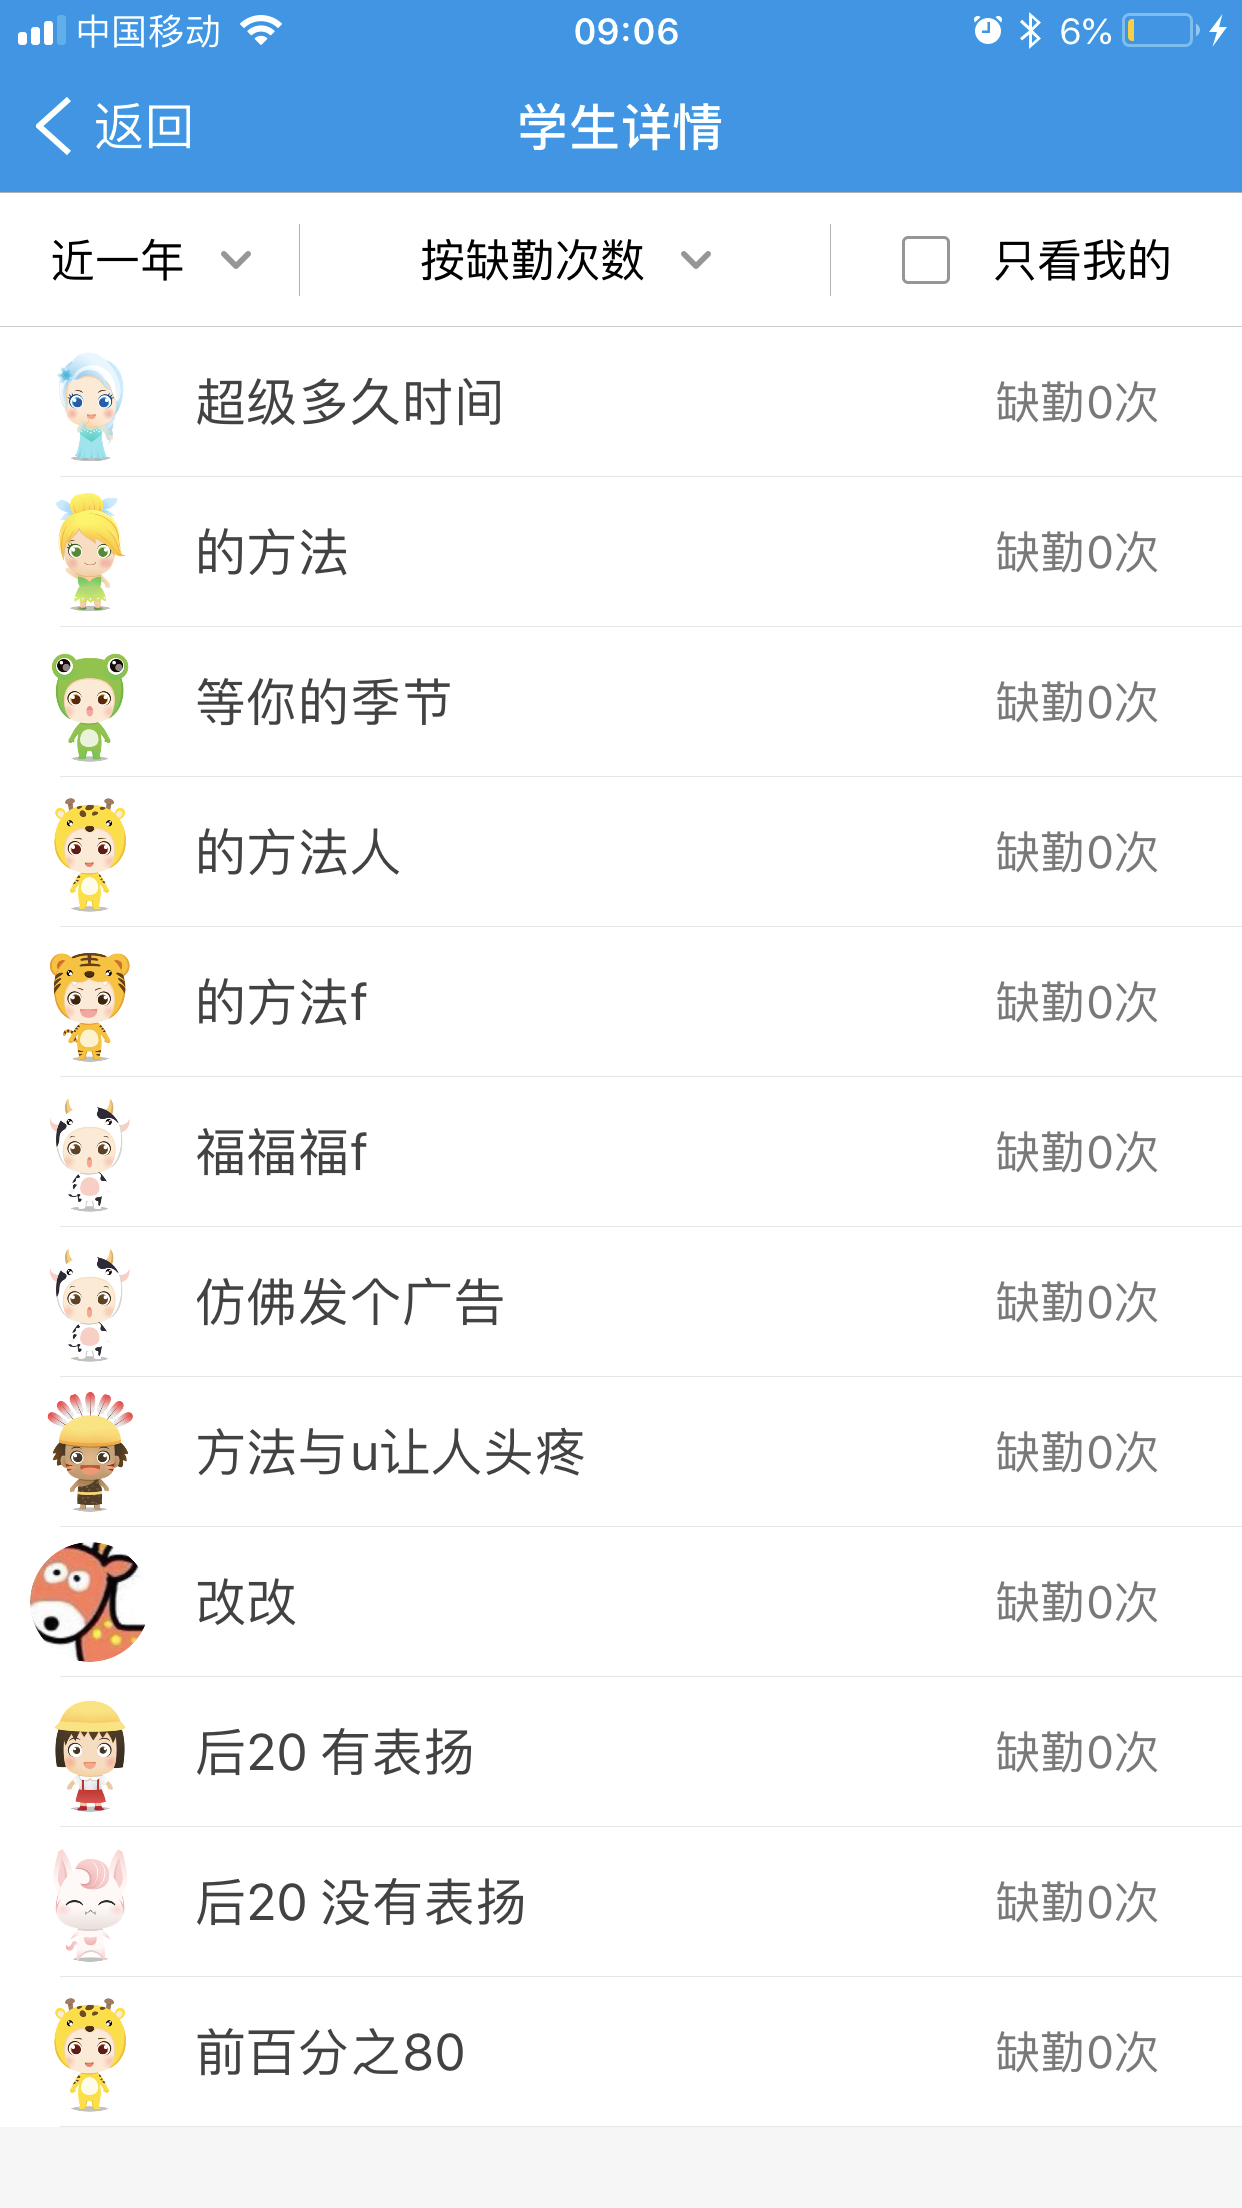 中国移动 09:06 6%
返回 学生详情
近一年 按缺勤次数 只看我的
超级多久时间 缺勤0次
的方法 缺勤0次
等你的季节 缺勤0次
的方法人 缺勤0次
的方法f 缺勤0次
福福福f 缺勤0次
仿佛发个广告 缺勤0次
方法与u让人头疼 缺勤0次
改改 缺勤0次
后20 有表扬 缺勤0次
后20 没有表扬 缺勤0次
前百分之80 缺勤0次